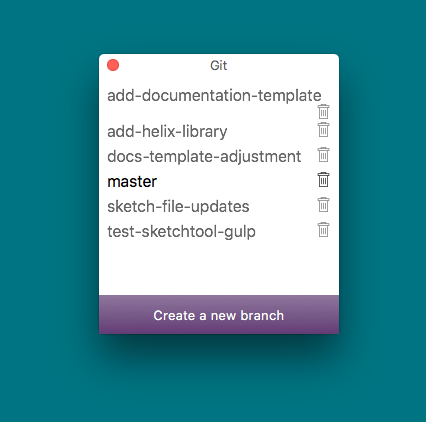 Git
add-documentation-template
add-helix-library
docs-template-adjustment
master
sketch-file-updates
test-sketchtool-gulp
Create a new branch